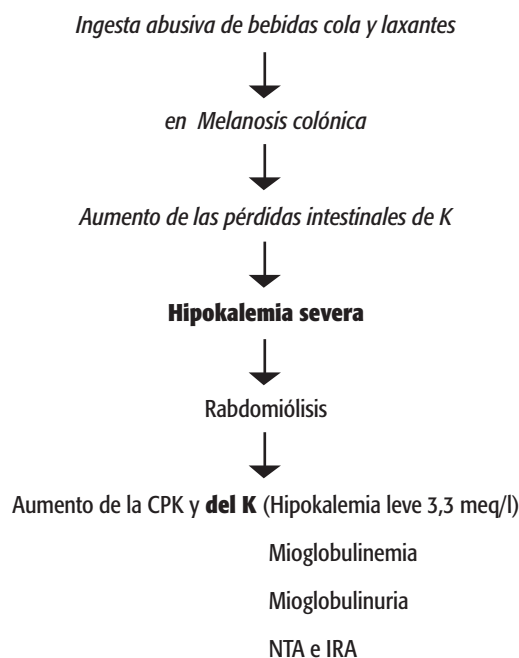 Ingesta abusiva de bebidas cola y laxantes
en Melanosis colónica
Aumento de las pérdidas intestinales de K
Hipokalemia severa
Rabdomiólisis
Aumento de la CPK y del K (Hipokalemia leve 3,3 meq/l)
Mioglobulinemia
Mioglobulinuria
NTA e IRA